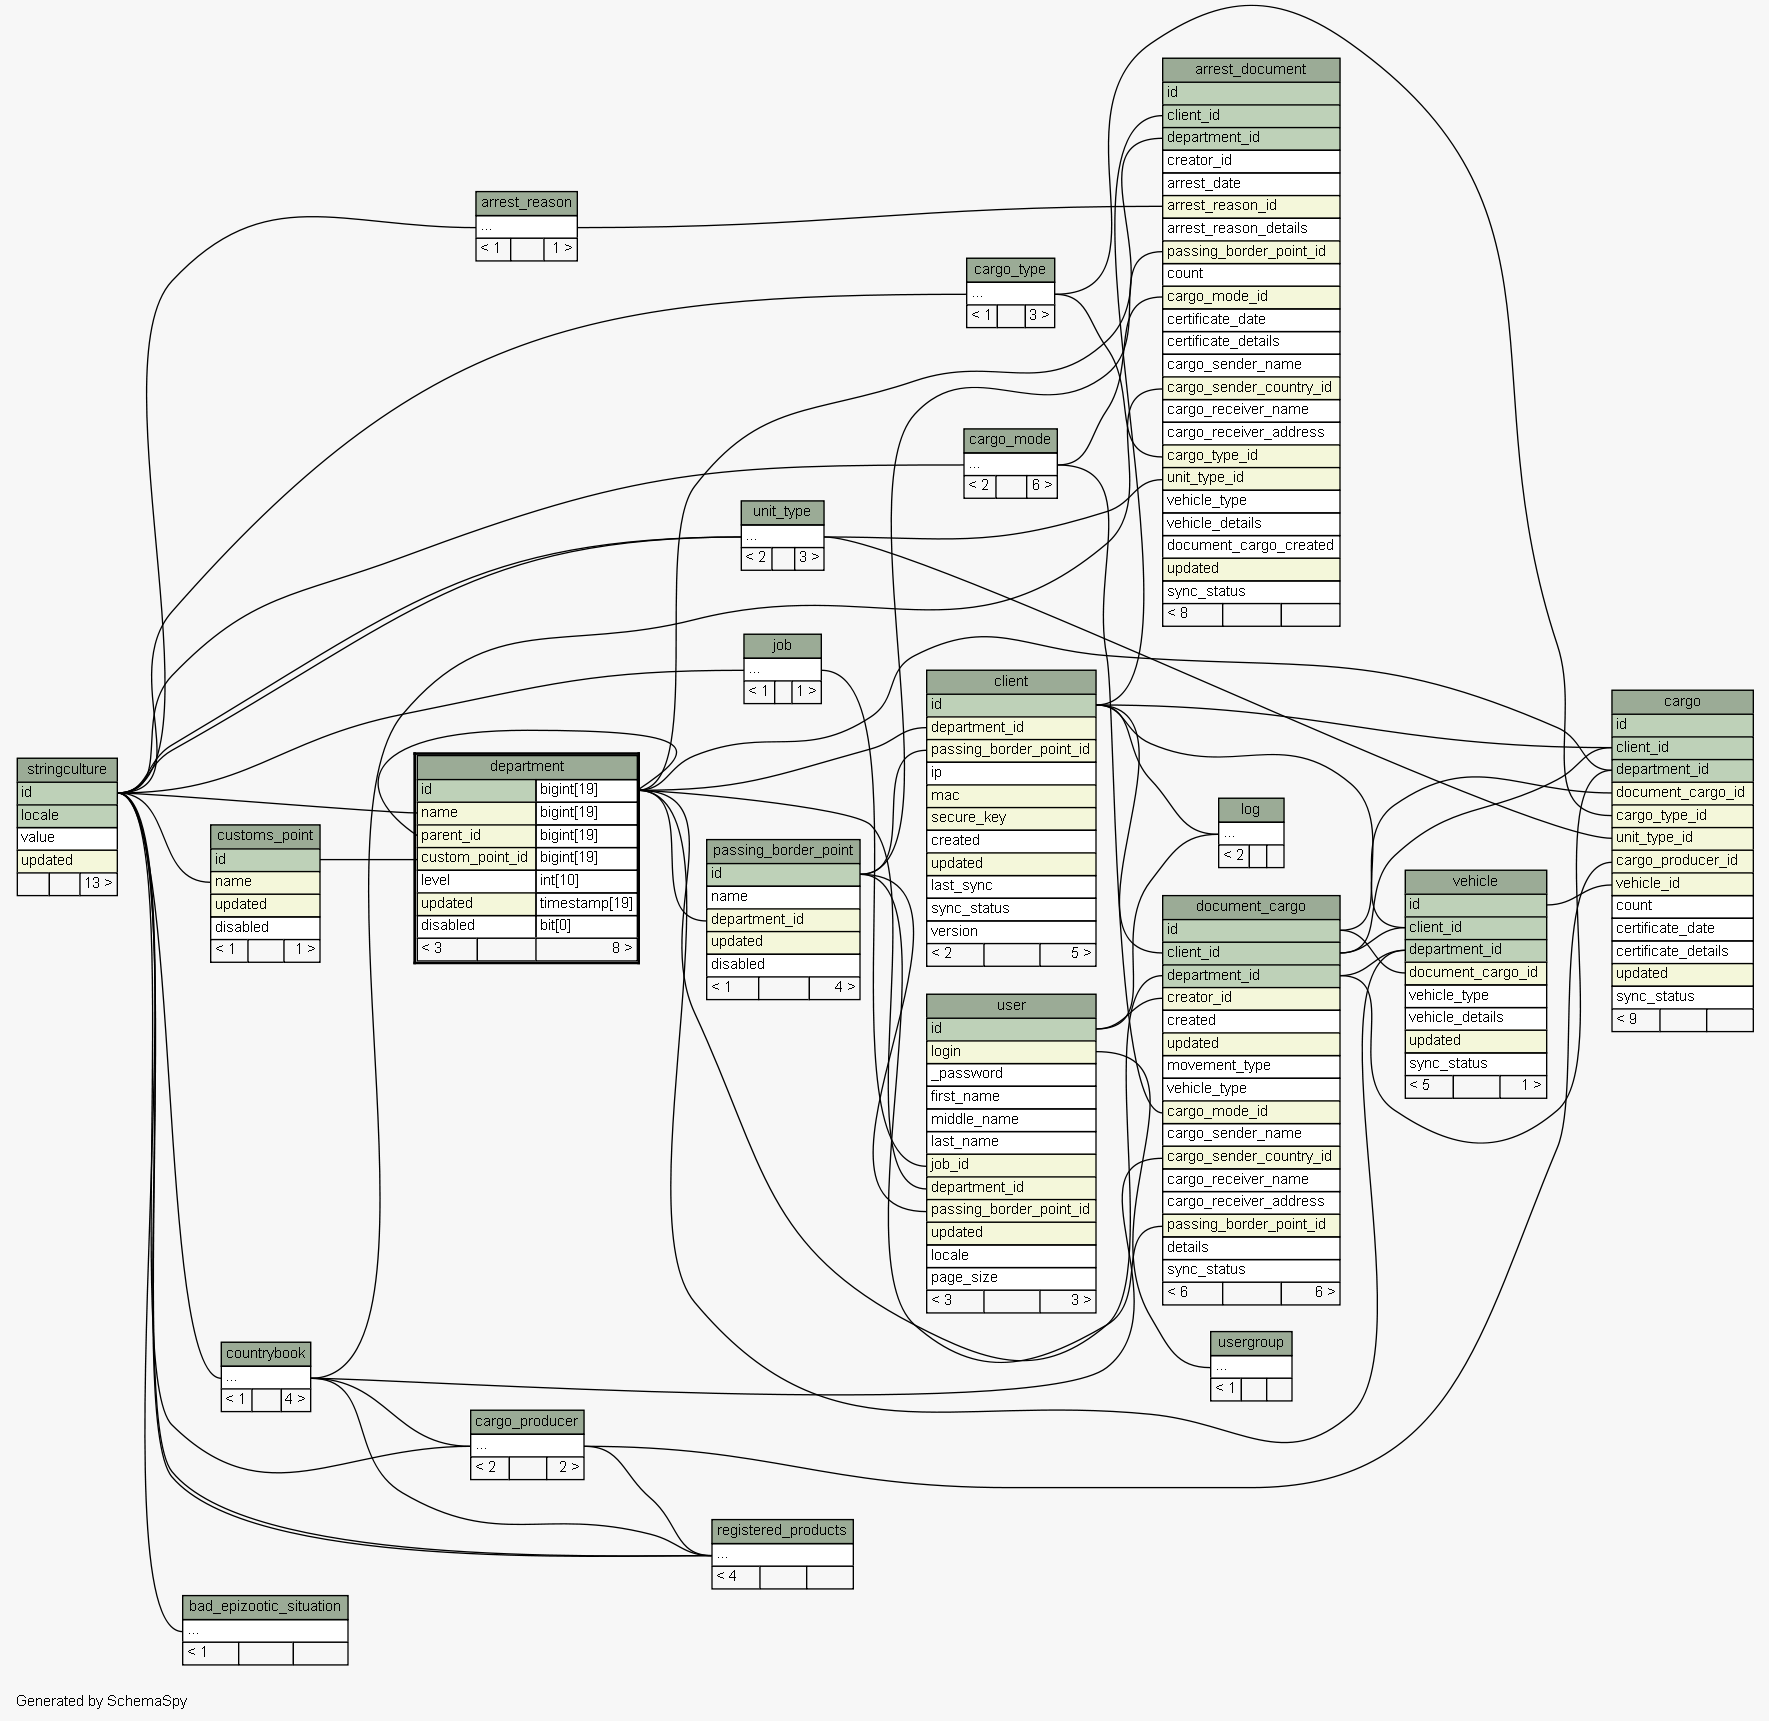 arrest_document
id
client_id
department_id
creator_id
arrest_date
arrest_reason_id
arrest_reason_details
passing_border_point_id
count
cargo_mode_id
certificate_date
certificate_details
cargo_sender_name
cargo_sender_country_id
cargo_receiver_name
cargo_receiver_address
cargo_type_id
unit_type_id
vehicle_type
vehicle_details
document_cargo_created
updated
sync_status
< 8
arrest_reason
...
< 1 1 >
cargo_type
...
< 1 3 >
cargo_mode
...
< 2 6 >
unit_type
...
< 2 3 >
job
...
< 1 1 >
stringculture
id
locale
value
updated
13 >
customs_point
id
name
updated
disabled
< 1 1 >
department
id bigint[19]
name bigint[19]
parent_id bigint[19]
custom_point_id bigint[19]
level int[10]
updated timestamp[19]
disabled bit[0]
< 3 8 >
passing_border_point
id
name
department_id
updated
disabled
< 1 4 >
client
id
department_id
passing_border_point_id
ip
mac
secure_key
created
updated
last_sync
sync_status
version
< 2 5 >
user
id
login
_password
first_name
middle_name
last_name
job_id
department_id
passing_border_point_id
updated
locale
page_size
< 3 3 >
log
...
< 2
document_cargo
id
client_id
department_id
creator_id
created
updated
movement_type
vehicle_type
cargo_mode_id
cargo_sender_name
cargo_sender_country_id
cargo_receiver_name
cargo_receiver_address
passing_border_point_id
details
sync_status
< 6 6 >
usergroup
...
< 1
vehicle
id
client_id
department_id
document_cargo_id
vehicle_type
vehicle_details
updated
sync_status
< 5 1 >
cargo
id
client_id
department_id
document_cargo_id
cargo_type_id
unit_type_id
cargo_producer_id
vehicle_id
count
certificate_date
certificate_details
updated
sync_status
< 9
countrybook
...
< 1 4 >
cargo_producer
...
< 2 2 >
registered_products
...
< 4
bad_epizootic_situation
...
< 1
Generated by SchemaSpy